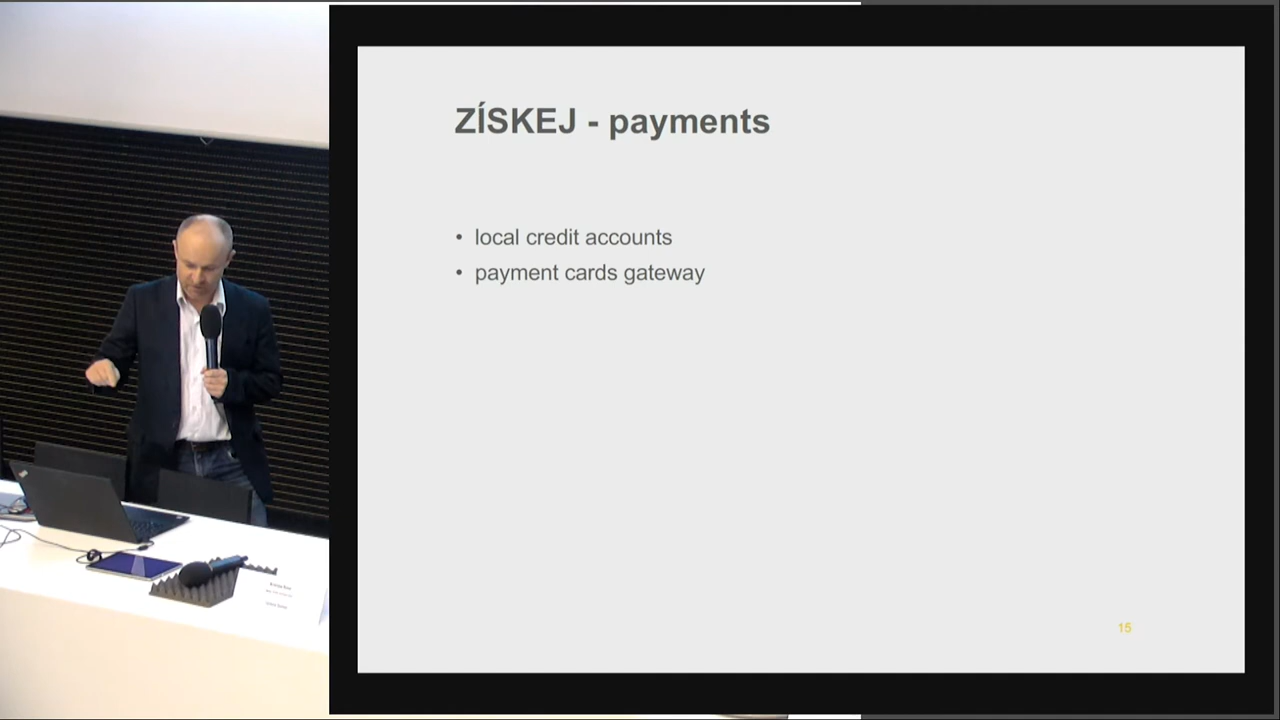 ZÍSKEJ - payments
• local credit accounts
• payment cards gateway
15